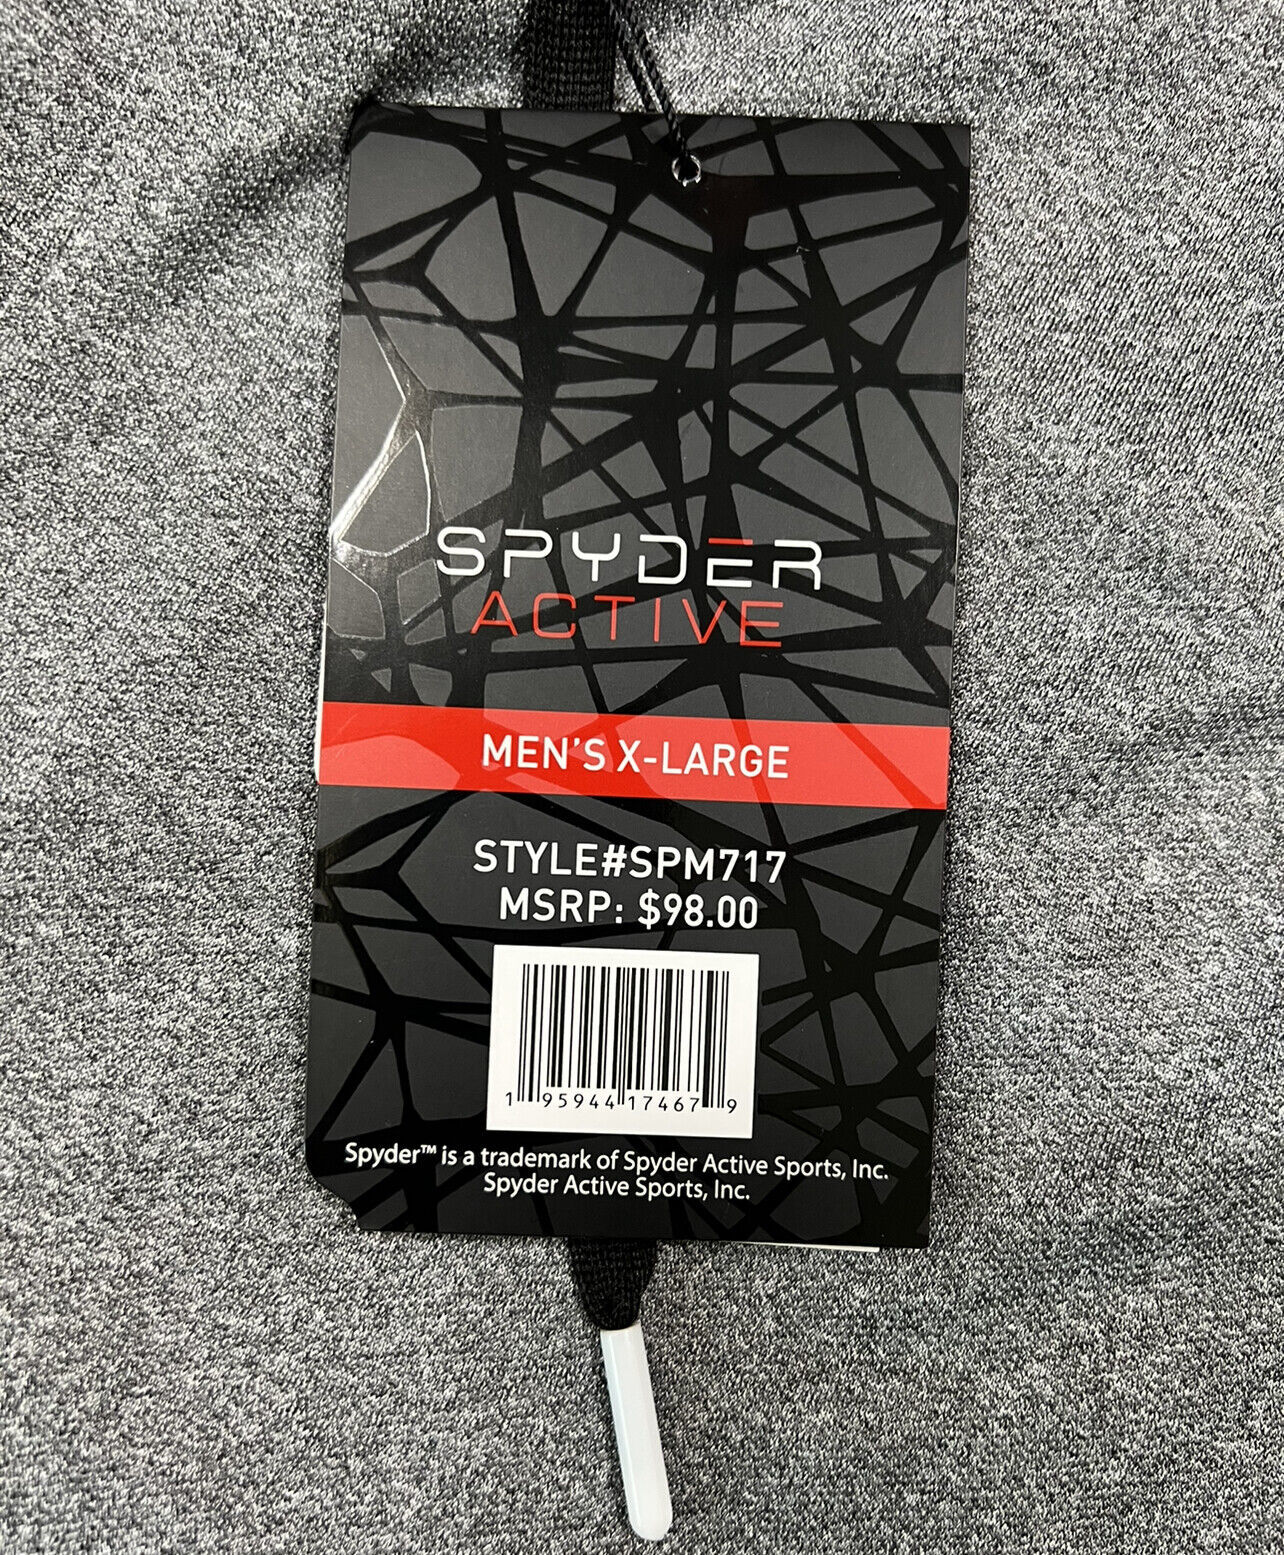 SPYDER
ACTIVE
MEN'S X-LARGE
STYLE#SPM717
MSRP: $98.00
1 95944 17467 9
Spyder™ is a trademark of Spyder Active Sports, Inc.
Spyder Active Sports, Inc.